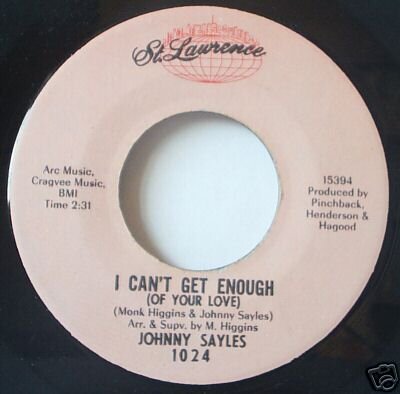 St. Lawrence
Arc Music,
Cragvee Music,
BMI
Time 2:31
15394
Produced by
Pinchback,
Henderson &
Hagood
I CAN'T GET ENOUGH
(OF YOUR LOVE)
(Monk Higgins & Johnny Sayles)
Arr. & Supv. by M. Higgins
JOHNNY SAYLES
1024